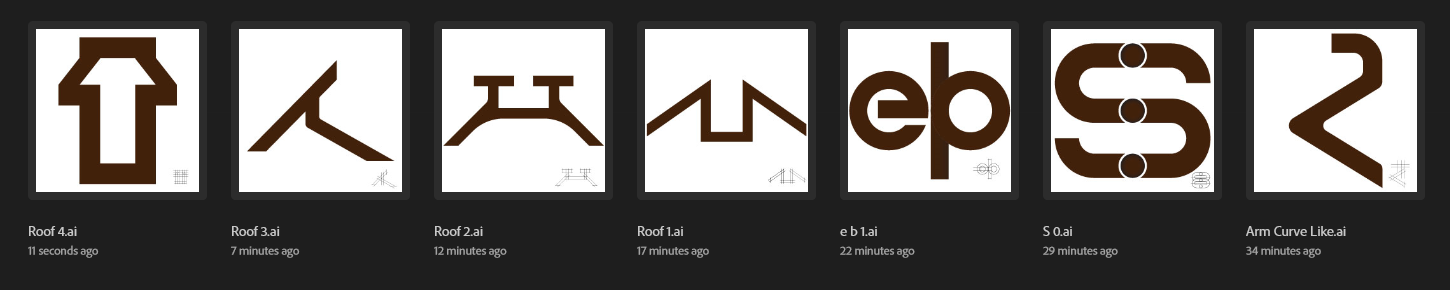 ep
S
Roof 4.ai
11 seconds ago
Roof 3.ai
7 minutes ago
Roof 2.ai
12 minutes ago
Roof 1.ai
17 minutes ago
e b 1.ai
22 minutes ago
S 0.ai
29 minutes ago
Arm Curve Like.ai
34 minutes ago